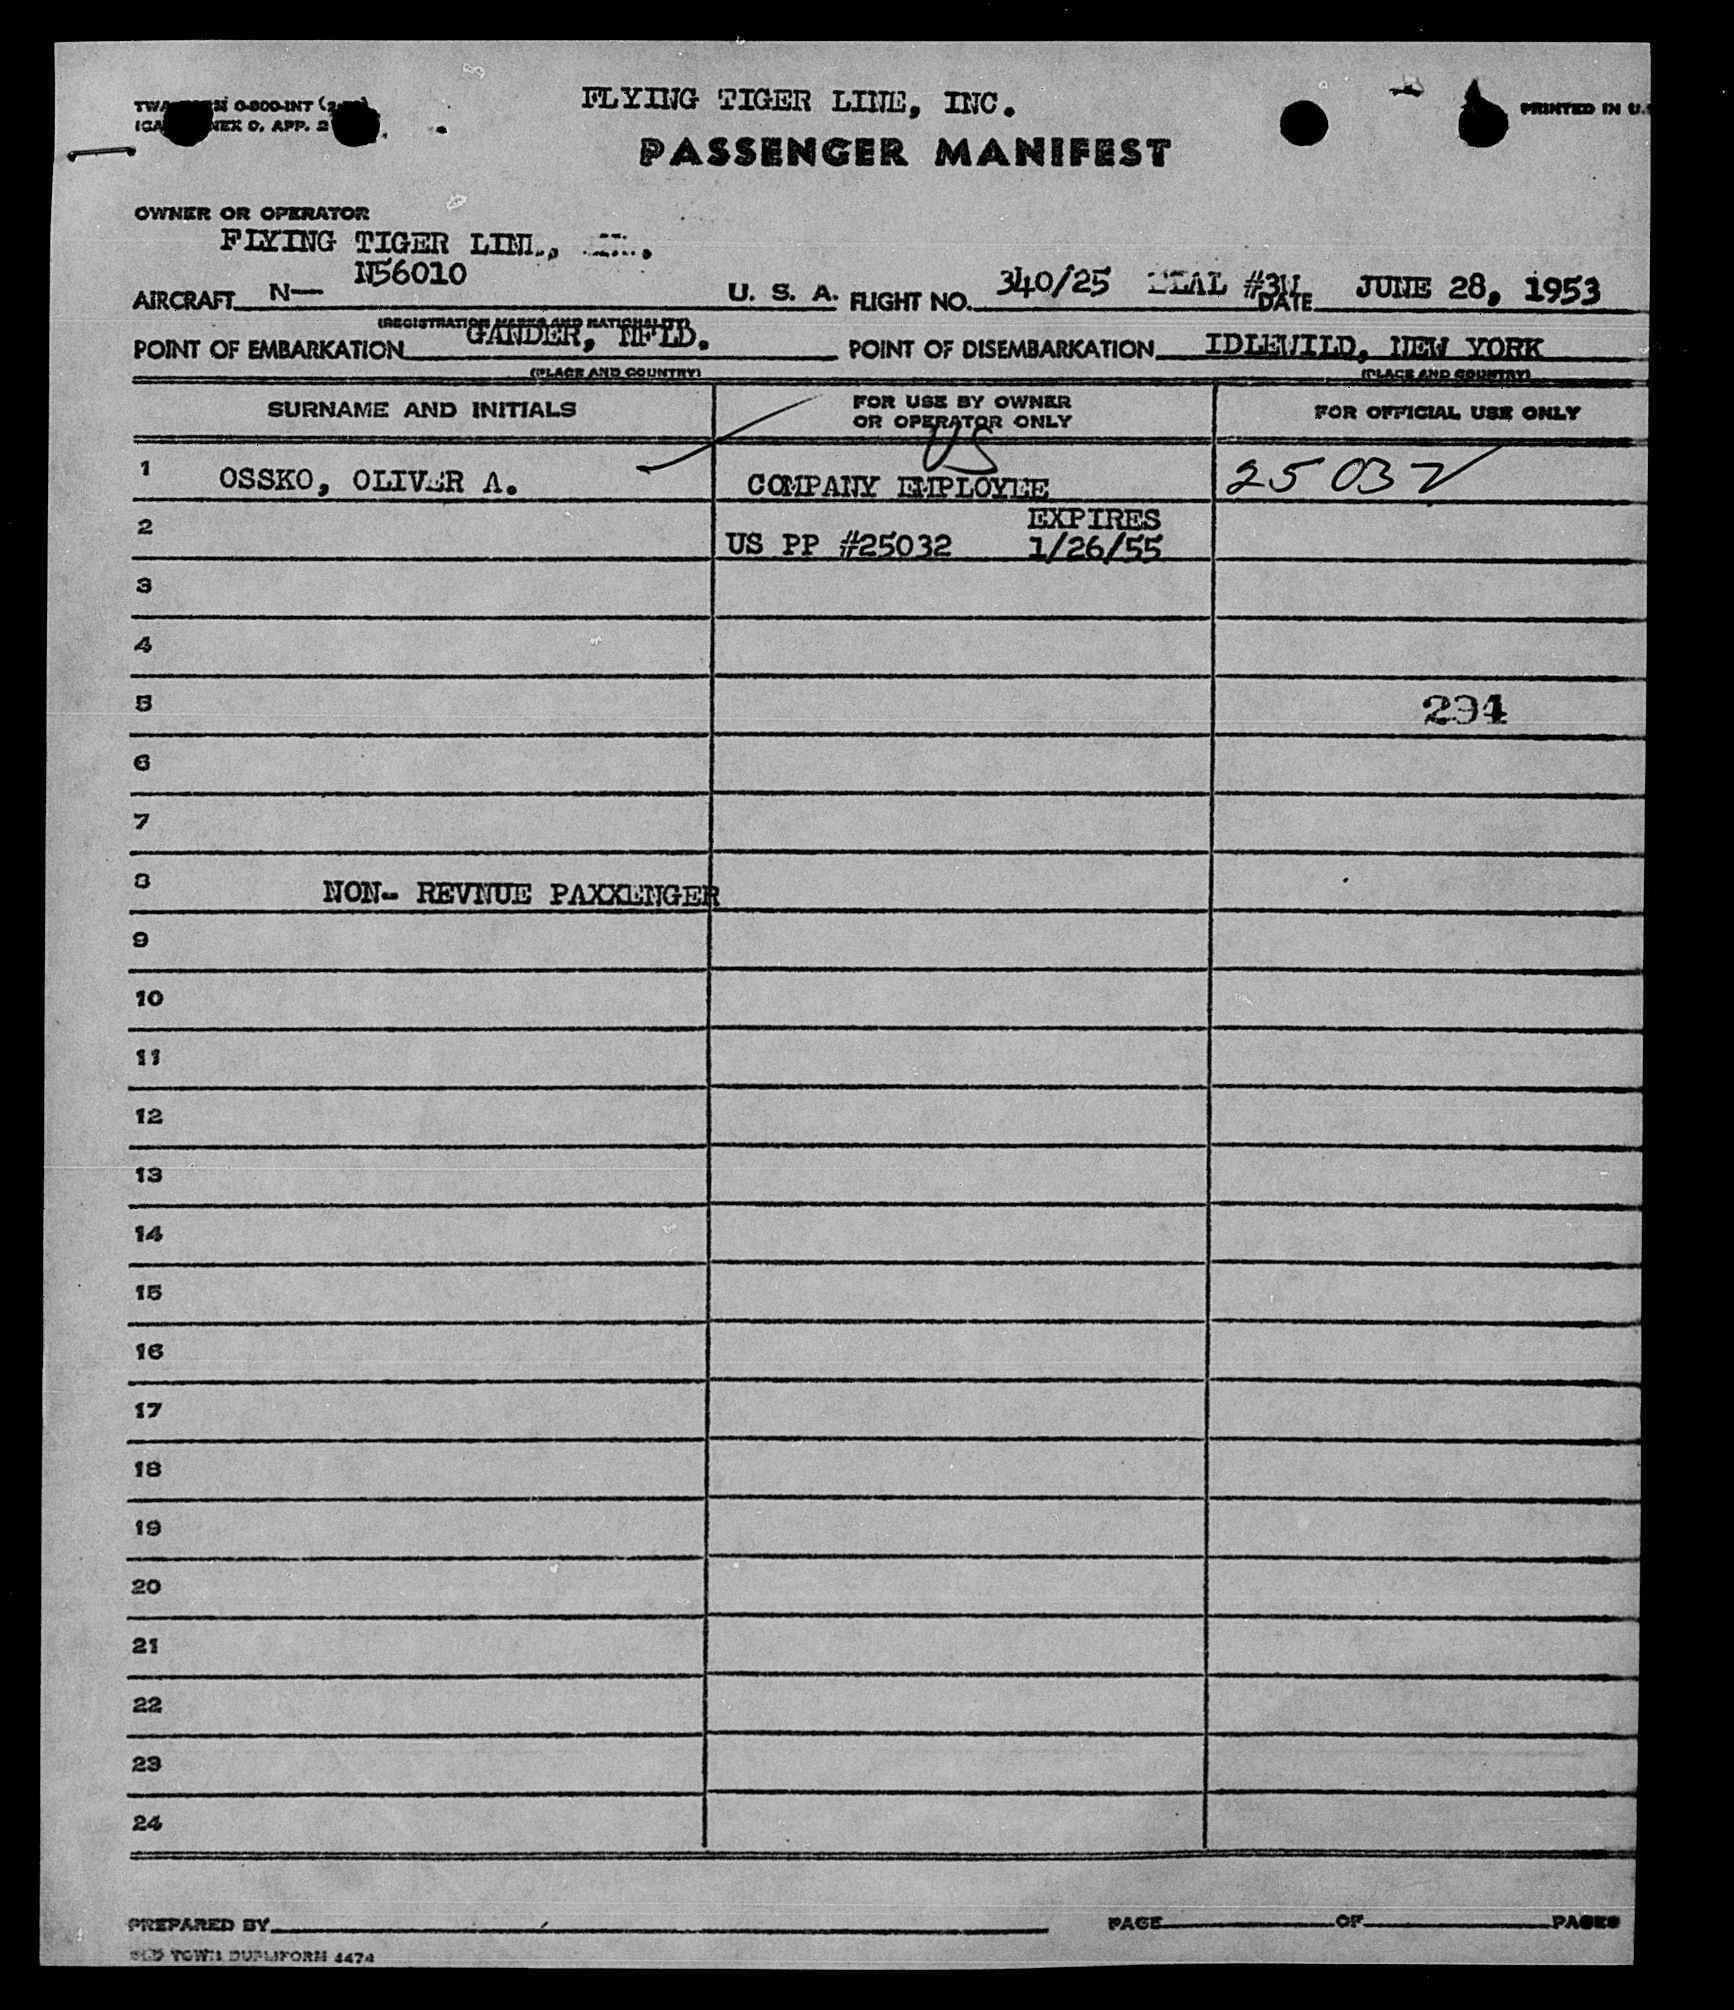 FLYING TIGER LINE, INC.
PRINTED IN U.
PASSENGER MANIFEST
OWNER OR OPERATOR
FLYING TIGER
N56010
AIRCRAFT N— U. S. A. FLIGHT NO. 340/25 DATE JUNE 28, 1953
(REGISTRATION MARKS AND NATIONALITY)
POINT OF EMBARKATION GANDER, NFLD. POINT OF DISEMBARKATION IDLEWILD, NEW YORK
(PLACE AND COUNTRY) (PLACE AND COUNTRY)
SURNAME AND INITIALS FOR USE BY OWNER OR OPERATOR ONLY FOR OFFICIAL USE ONLY
US
1 OSSKO, OLIVER A. COMPANY EMPLOYEE 25032
EXPIRES
2 US PP #25032 1/26/55
3
4
5 294
6
7
8 NON- REVNUE PAXXENGER
9
10
11
12
13
14
15
16
17
18
19
20
21
22
23
24
PREPARED BY PAGE OF PAGES
OLD TOWN DUPLIFORM 4474